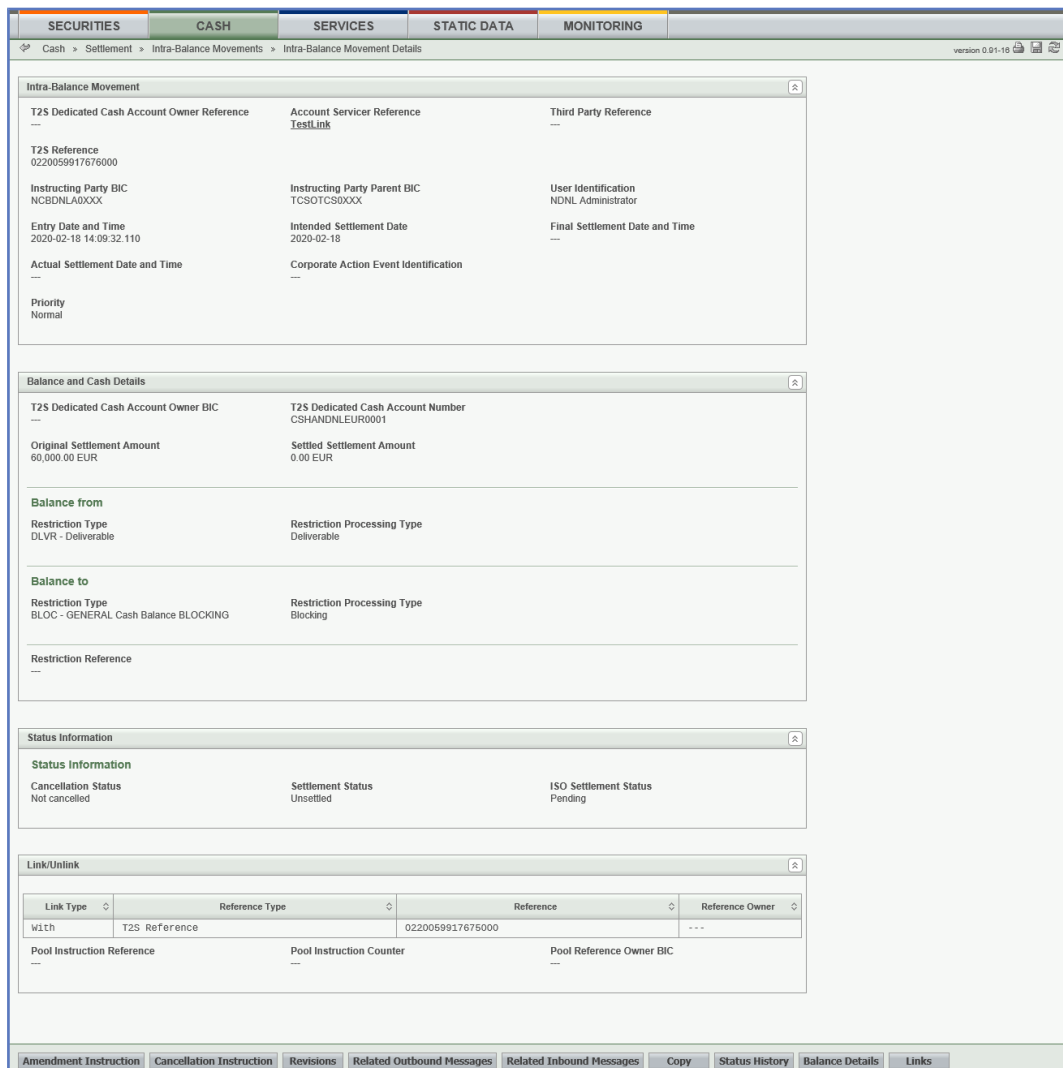 SECURITIES CASH SERVICES STATIC DATA MONITORING
Cash » Settlement » Intra-Balance Movements » Intra-Balance Movement Details version 0.91-16
Intra-Balance Movement
T2S Dedicated Cash Account Owner Reference Account Servicer Reference Third Party Reference
--- TestLink ---
T2S Reference
0220059917676000
Instructing Party BIC Instructing Party Parent BIC User Identification
NCBDNLA0XXX TCSOTCS0XXX NDNL Administrator
Entry Date and Time Intended Settlement Date Final Settlement Date and Time
2020-02-18 14:09:32.110 2020-02-18 ---
Actual Settlement Date and Time Corporate Action Event Identification
--- ---
Priority
Normal
Balance and Cash Details
T2S Dedicated Cash Account Owner BIC T2S Dedicated Cash Account Number
--- CSHANDNLEUR0001
Original Settlement Amount Settled Settlement Amount
60,000.00 EUR 0.00 EUR
Balance from
Restriction Type Restriction Processing Type
DLVR - Deliverable Deliverable
Balance to
Restriction Type Restriction Processing Type
BLOC - GENERAL Cash Balance BLOCKING Blocking
Restriction Reference
---
Status Information
Status Information
Cancellation Status Settlement Status ISO Settlement Status
Not cancelled Unsettled Pending
Link/Unlink
Link Type Reference Type Reference Reference Owner
With T2S Reference 0220059917675000 ---
Pool Instruction Reference Pool Instruction Counter Pool Reference Owner BIC
--- --- ---
Amendment Instruction Cancellation Instruction Revisions Related Outbound Messages Related Inbound Messages Copy Status History Balance Details Links